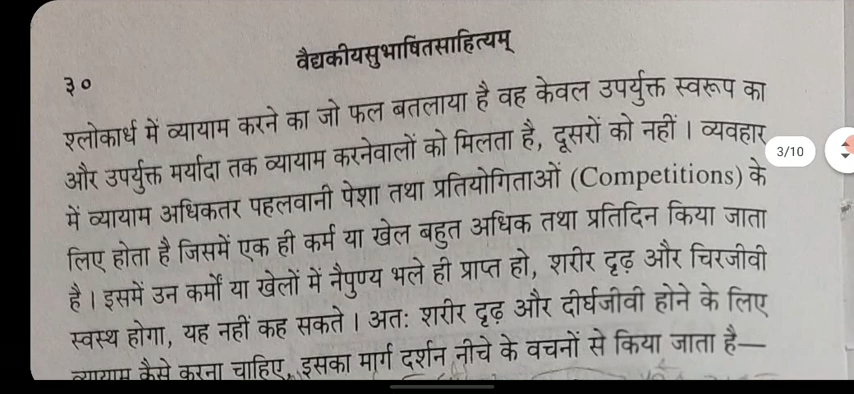 वैद्यकीयसुभाषितसाहित्यम्
३०
श्लोकार्ध में व्यायाम करने का जो फल बतलाया है वह केवल उपर्युक्त स्वरूप का
और उपर्युक्त मर्यादा तक व्यायाम करनेवालों को मिलता है, दूसरों को नहीं । व्यवहार
3/10
में व्यायाम अधिकतर पहलवानी पेशा तथा प्रतियोगिताओं (Competitions) के
लिए होता है जिसमें एक ही कर्म या खेल बहुत अधिक तथा प्रतिदिन किया जाता
है । इसमें उन कर्मों या खेलों में नैपुण्य भले ही प्राप्त हो, शरीर दृढ़ और चिरजीवी
स्वस्थ होगा, यह नहीं कह सकते । अतः शरीर दृढ़ और दीर्घजीवी होने के लिए
व्यायाम कैसे करना चाहिए, इसका मार्ग दर्शन नीचे के वचनों से किया जाता है—